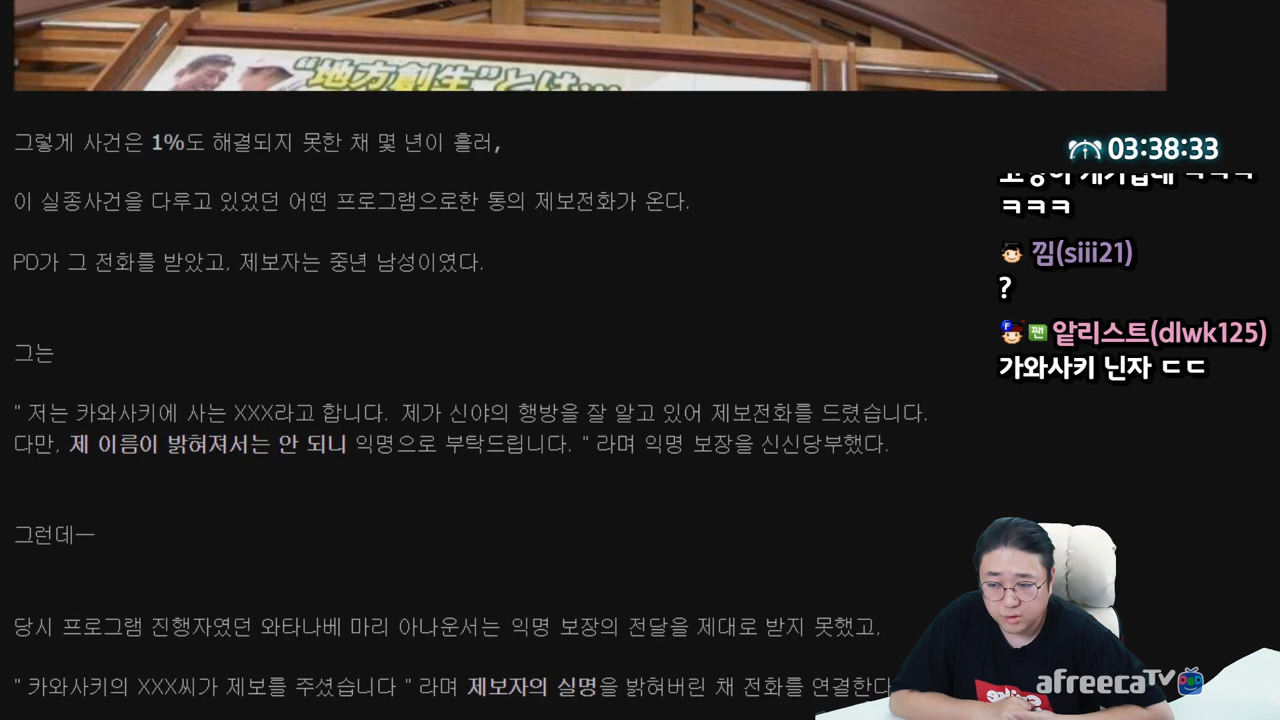 "地方創生"とは…
그렇게 사건은 1%도 해결되지 못한 채 몇 년이 흘러,
이 실종사건을 다루고 있었던 어떤 프로그램으로한 통의 제보전화가 온다.
PD가 그 전화를 받았고, 제보자는 중년 남성이였다.
그는
" 저는 카와사키에 사는 XXX라고 합니다. 제가 신야의 행방을 잘 알고 있어 제보전화를 드렸습니다.
다만, 제 이름이 밝혀져서는 안 되니 익명으로 부탁드립니다. " 라며 익명 보장을 신신당부했다.
그런데—
당시 프로그램 진행자였던 와타나베 마리 아나운서는 익명 보장의 전달을 제대로 받지 못했고,
" 카와사키의 XXX씨가 제보를 주셨습니다 " 라며 제보자의 실명을 밝혀버린 채 전화를 연결한다
03:38:33
ㅋㅋㅋ
낌(siii21)
?
F 팬 앝리스트(dlwk125)
가와사키 닌자 ㄷㄷ
afreecaTV